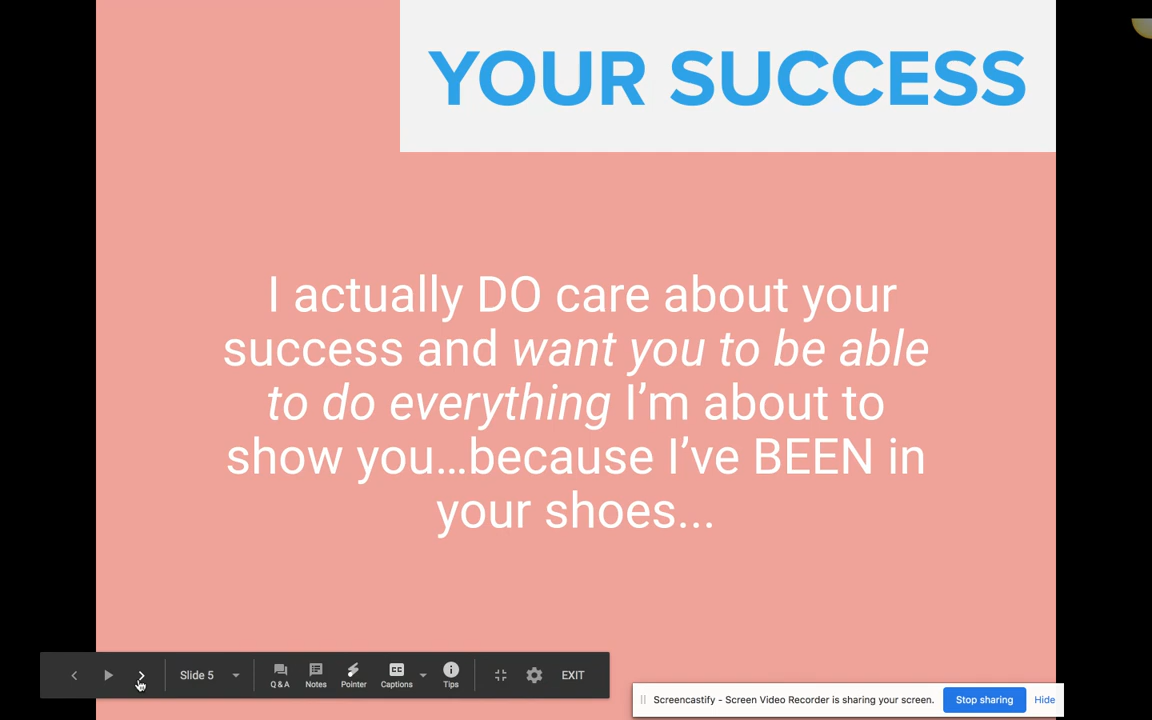 YOUR SUCCESS
I actually DO care about your
success and want you to be able
to do everything I’m about to
show you...because I’ve BEEN in
your shoes...
Slide 5
Q & A
Notes
Pointer
CC
Captions
Tips
EXIT
Screencastify - Screen Video Recorder is sharing your screen.
Stop sharing
Hide